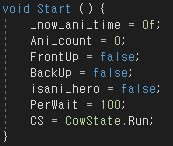 void Start () {
_now_ani_time = 0f;
Ani_count = 0;
FrontUp = false;
BackUp = false;
isani_hero = false;
PerWait = 100;
CS = CowState.Run;
}